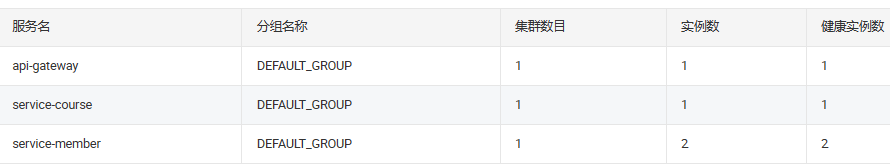 服务名 分组名称 集群数目 实例数 健康实例数
api-gateway DEFAULT_GROUP 1 1 1
service-course DEFAULT_GROUP 1 1 1
service-member DEFAULT_GROUP 1 2 2